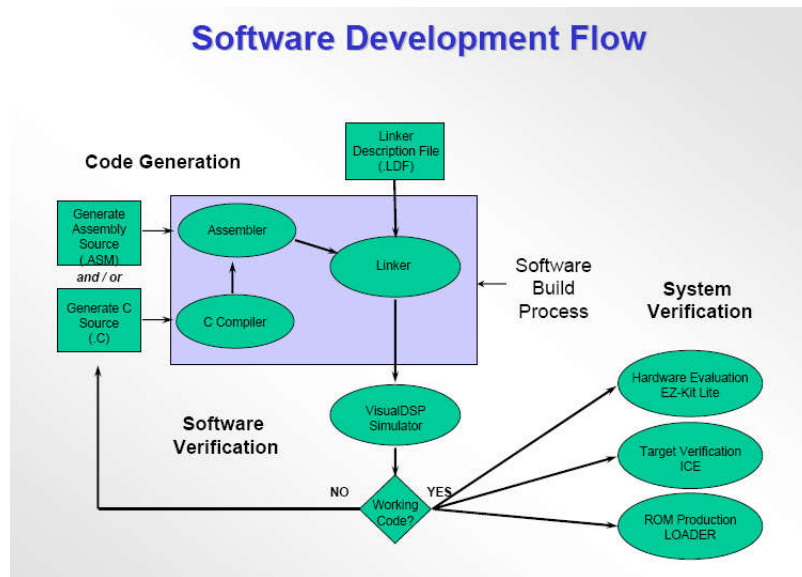 Software Development Flow
Code Generation
Linker
Description File
(.LDF)
Generate
Assembly
Source
(.ASM)
and / or
Generate C
Source
(.C)
Assembler
C Compiler
Linker
Software
Build
Process
System
Verification
Software
Verification
VisualDSP
Simulator
NO
Working
Code?
YES
Hardware Evaluation
EZ-Kit Lite
Target Verification
ICE
ROM Production
LOADER